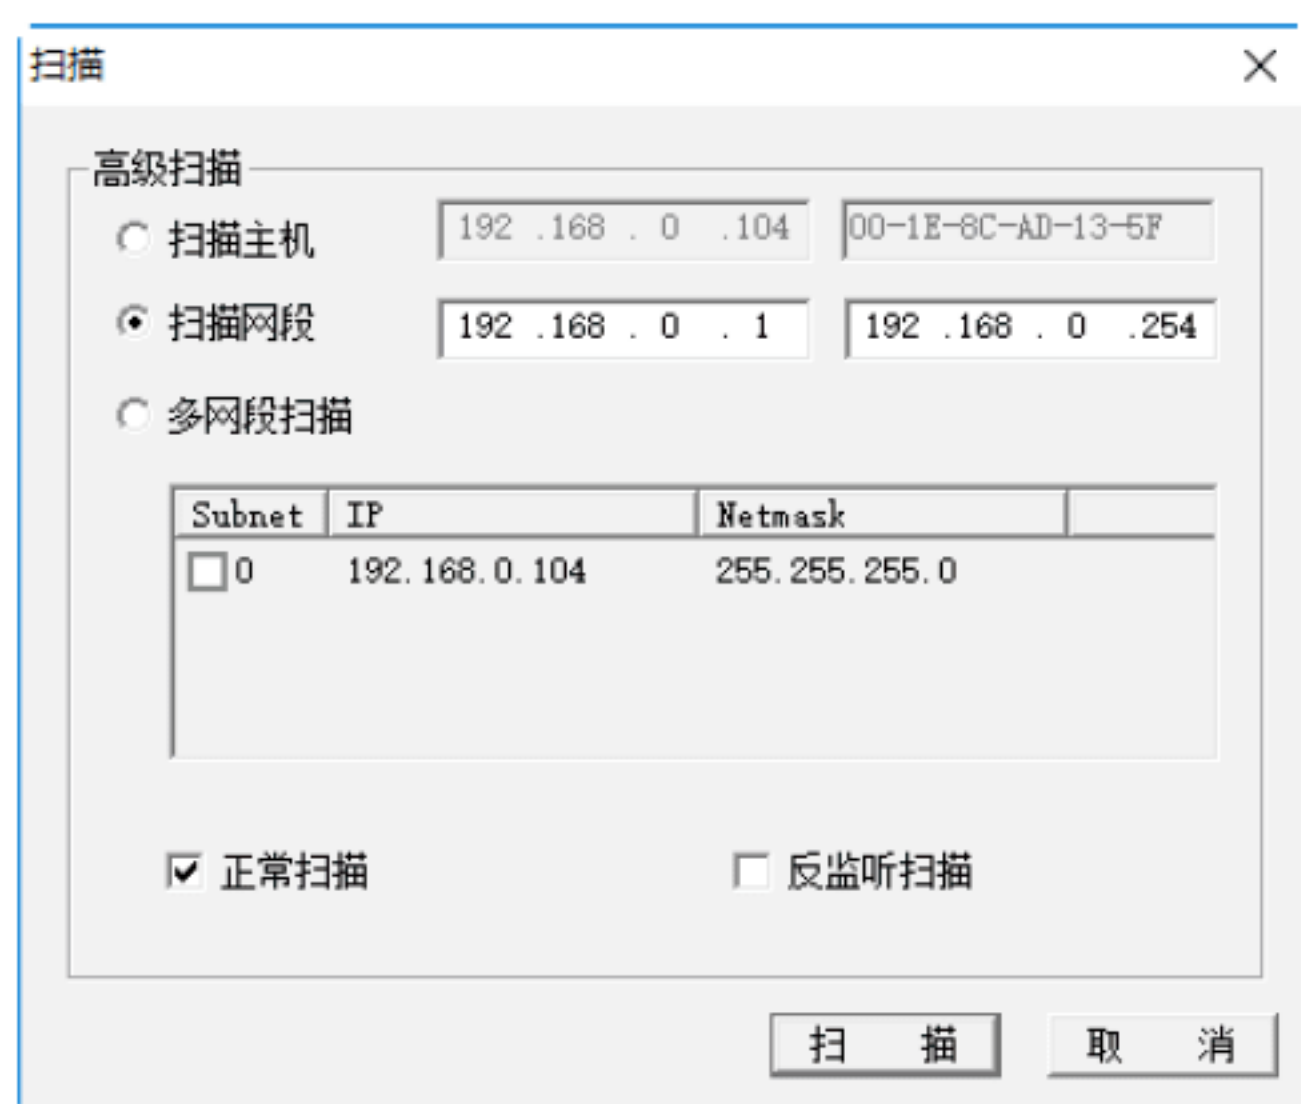 扫描
高级扫描
扫描主机 192 .168 . 0 .104 00-1E-8C-AD-13-5F
扫描网段 192 .168 . 0 . 1 192 .168 . 0 .254
多网段扫描
Subnet IP Netmask
0 192.168.0.104 255.255.255.0
正常扫描 反监听扫描
扫 描 取 消